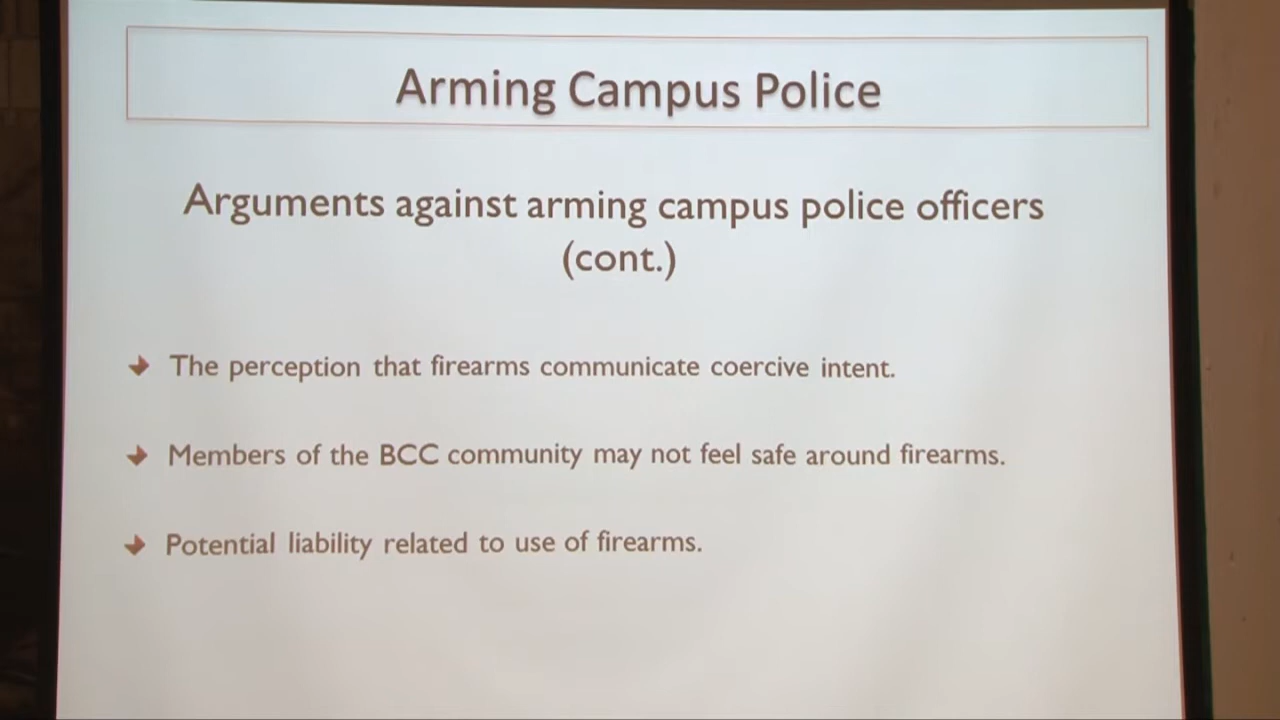 Arming Campus Police
Arguments against arming campus police officers
(cont.)
The perception that firearms communicate coercive intent.
Members of the BCC community may not feel safe around firearms.
Potential liability related to use of firearms.